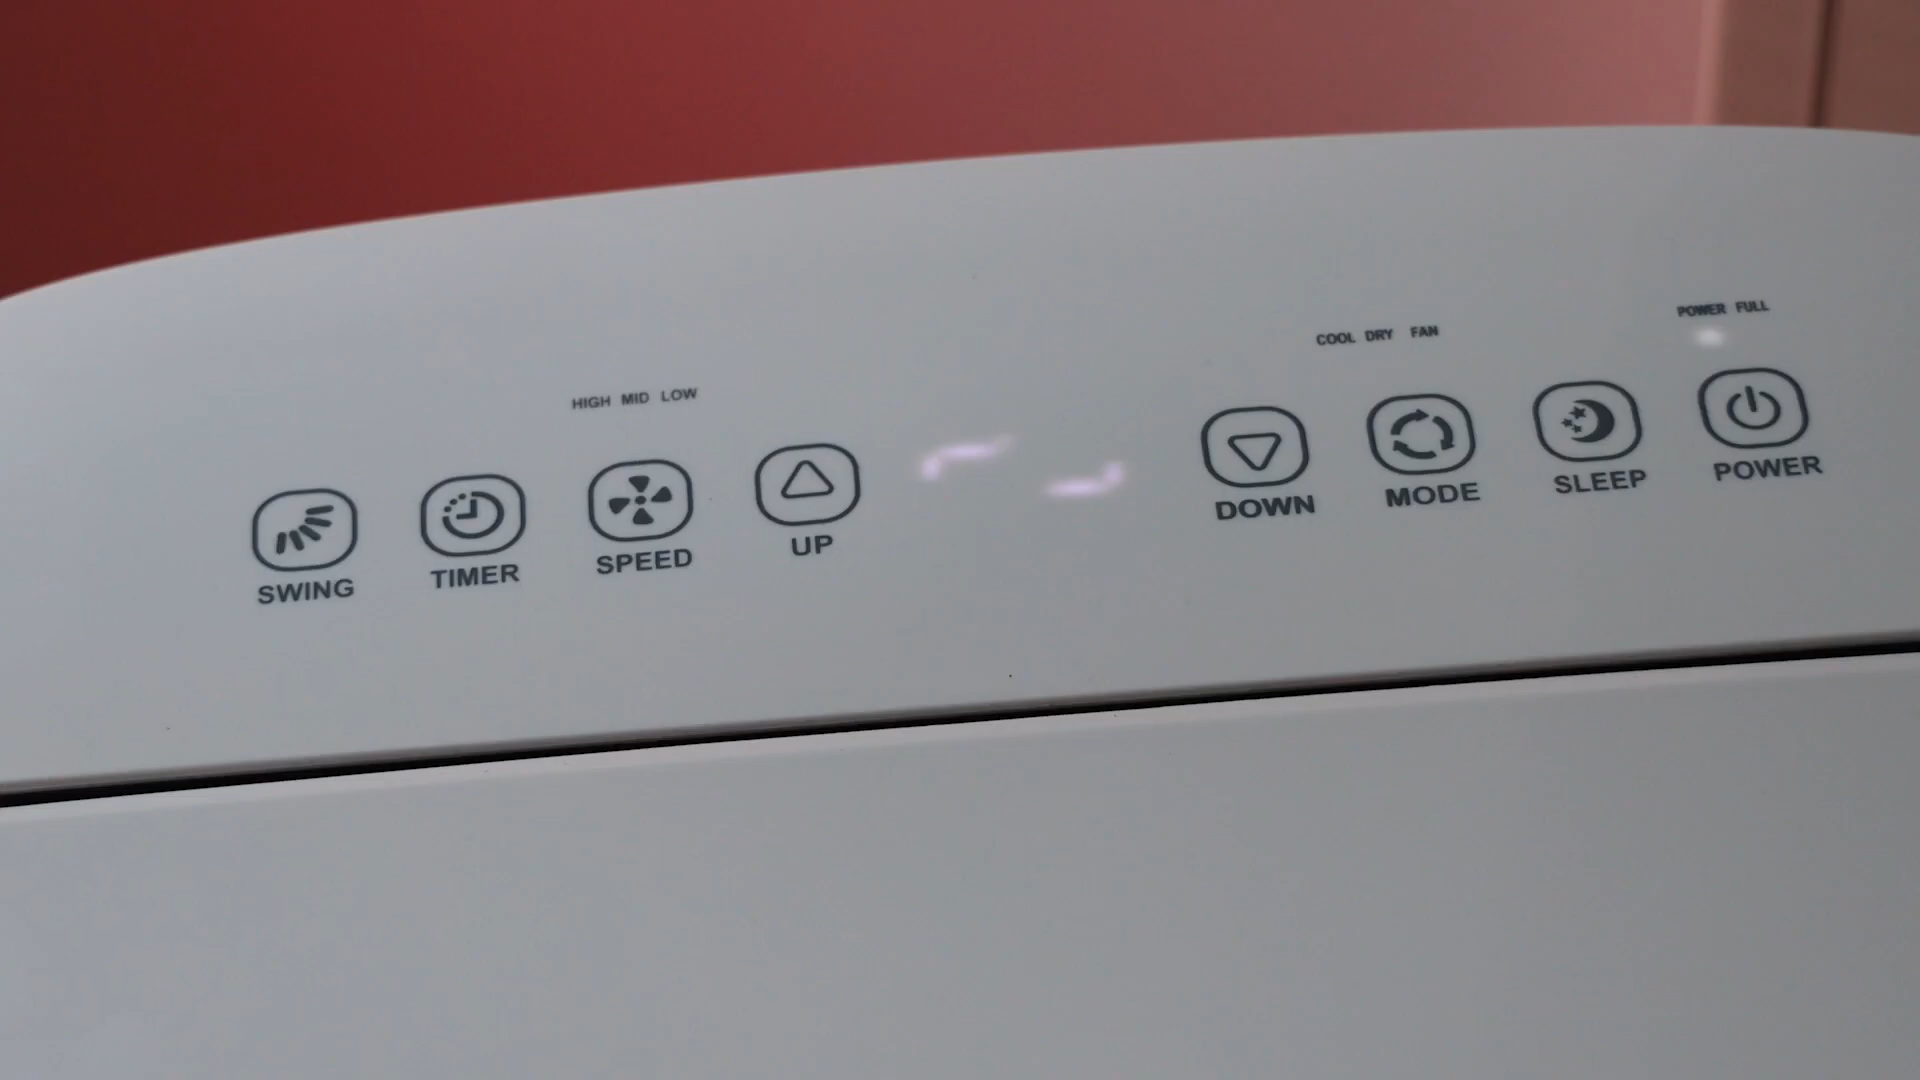 HIGH MID LOW
COOL DRY FAN
POWER FULL
SWING
TIMER
SPEED
UP
DOWN
MODE
SLEEP
POWER